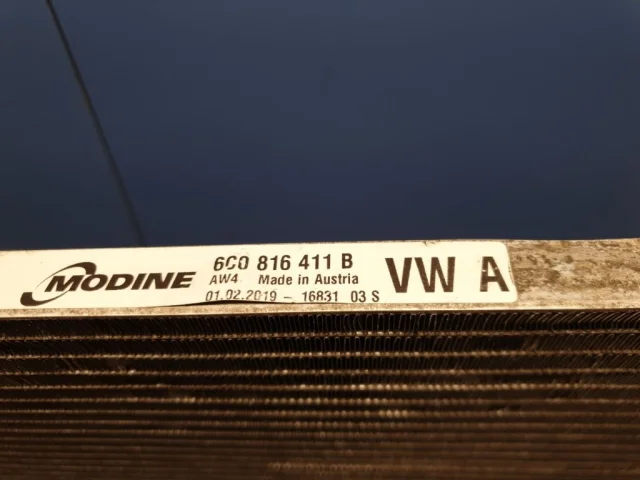 MODINE
6C0 816 411 B
AW4 Made in Austria
01.02.2019 - 16831 03 S
VW A